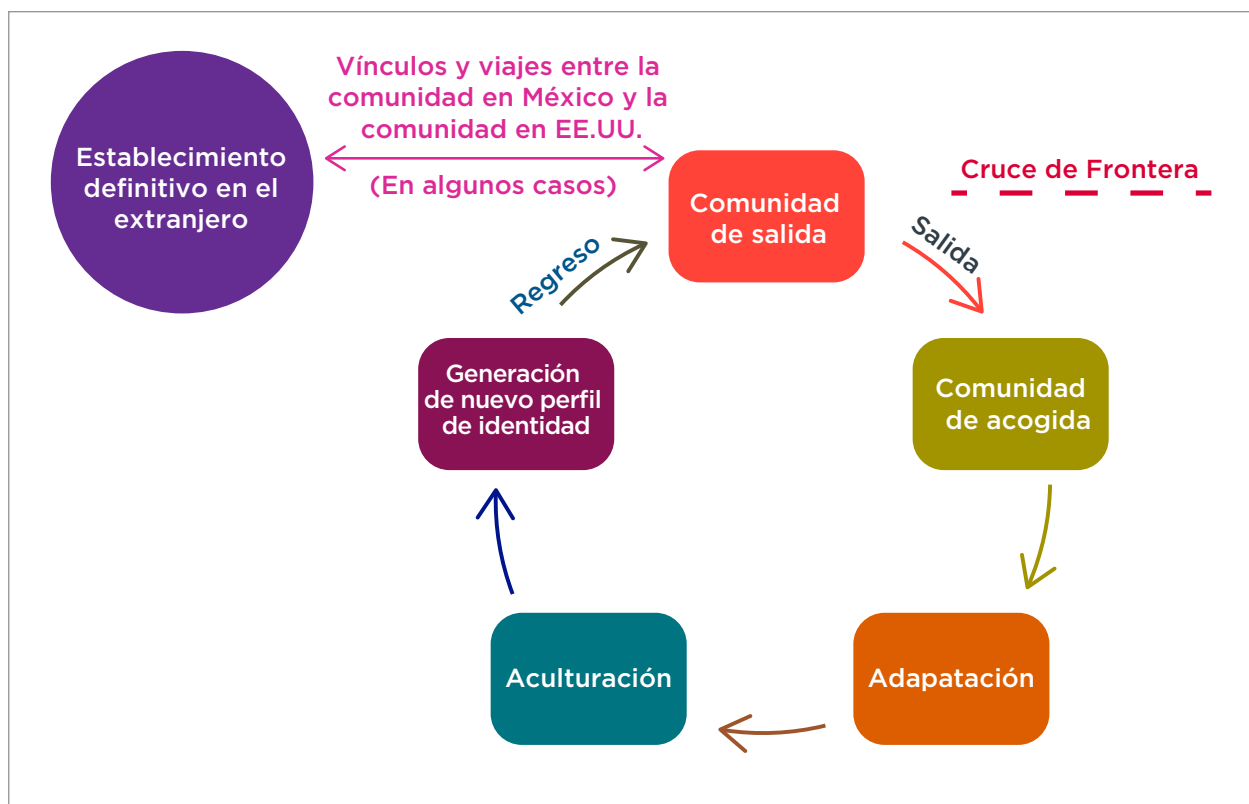 Vínculos y viajes entre la
comunidad en México y la
comunidad en EE.UU.
(En algunos casos)
Establecimiento
definitivo en el
extranjero
Comunidad
de salida
Cruce de Frontera
Salida
Comunidad
de acogida
Adapatación
Aculturación
Generación
de nuevo perfil
de identidad
Regreso